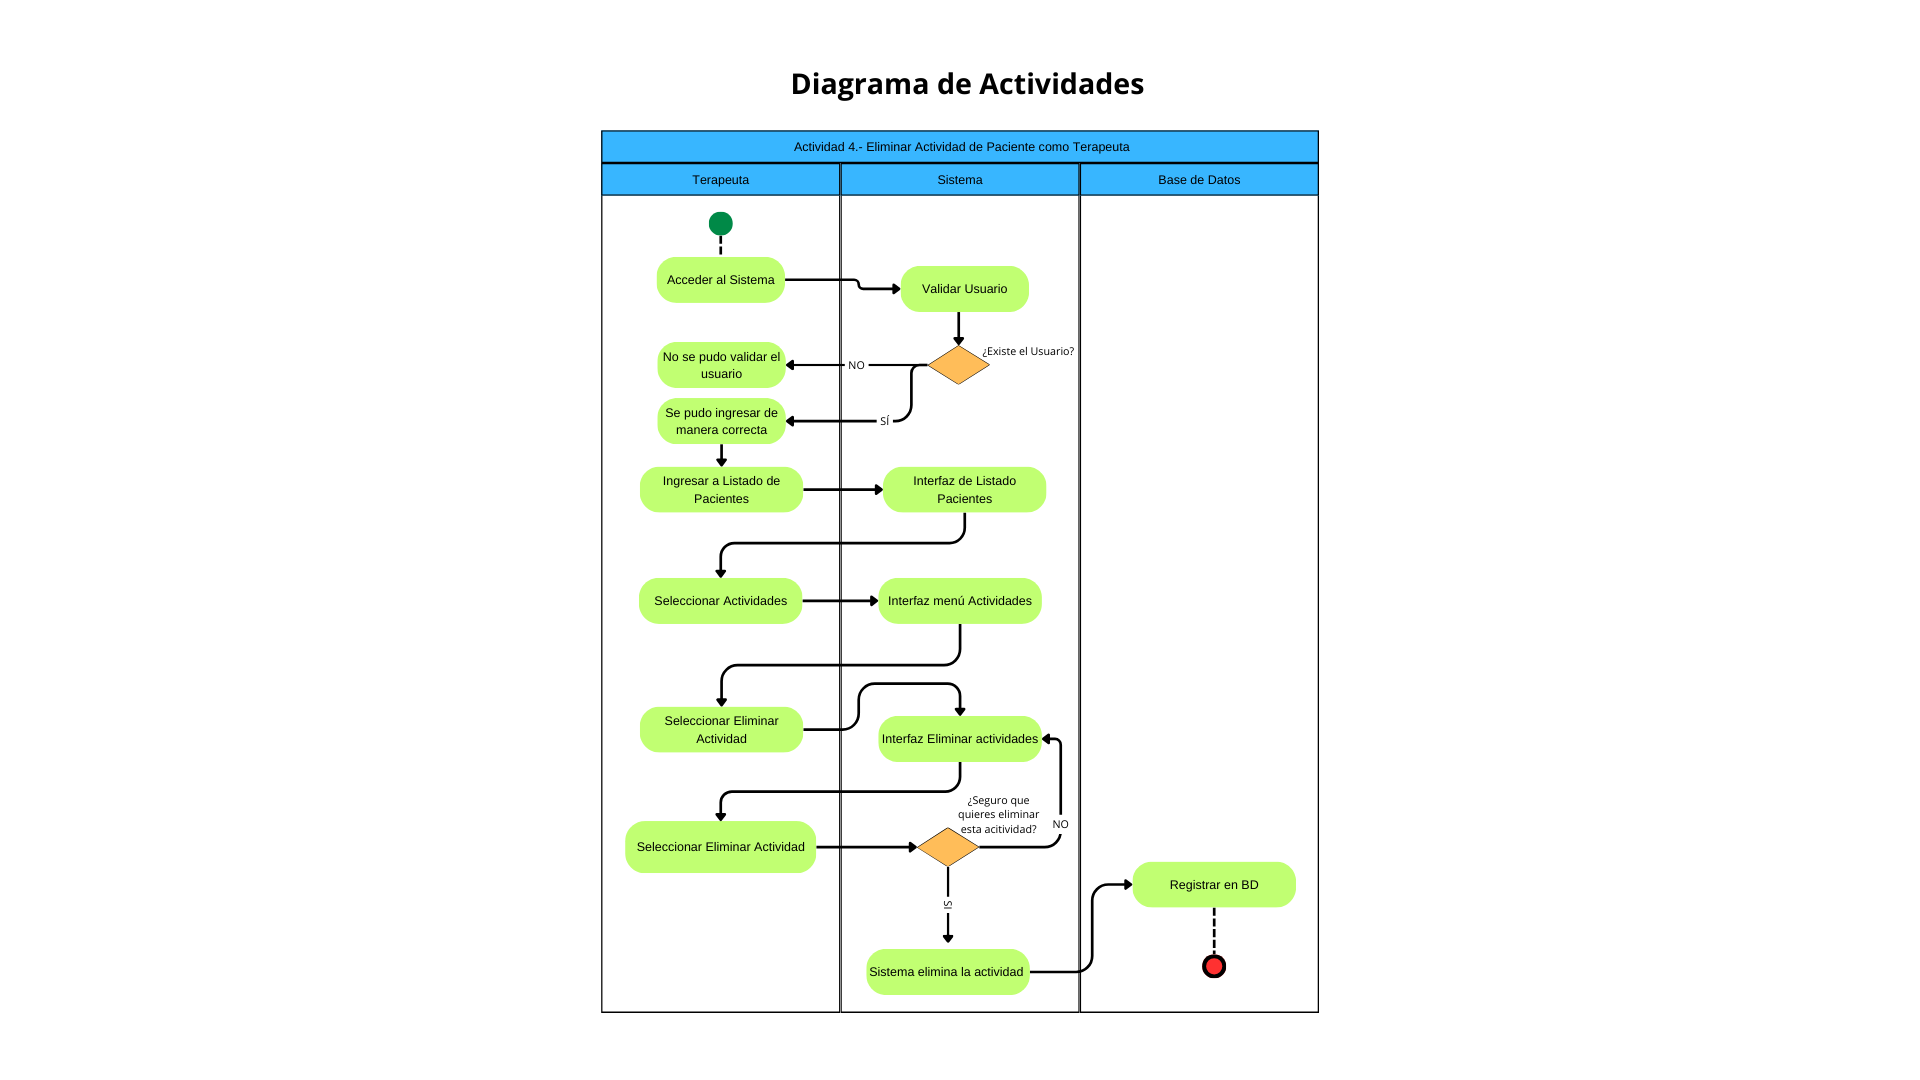 Diagrama de Actividades
Actividad 4.- Eliminar Actividad de Paciente como Terapeuta
Terapeuta
Sistema
Base de Datos
Acceder al Sistema
Validar Usuario
¿Existe el Usuario?
No se pudo validar el
usuario
NO
Se pudo ingresar de
manera correcta
SÍ
Ingresar a Listado de
Pacientes
Interfaz de Listado
Pacientes
Seleccionar Actividades
Interfaz menú Actividades
Seleccionar Eliminar
Actividad
Interfaz Eliminar actividades
¿Seguro que
quieres eliminar
esta acitividad?
NO
Seleccionar Eliminar Actividad
Registrar en BD
SI
Sistema elimina la actividad